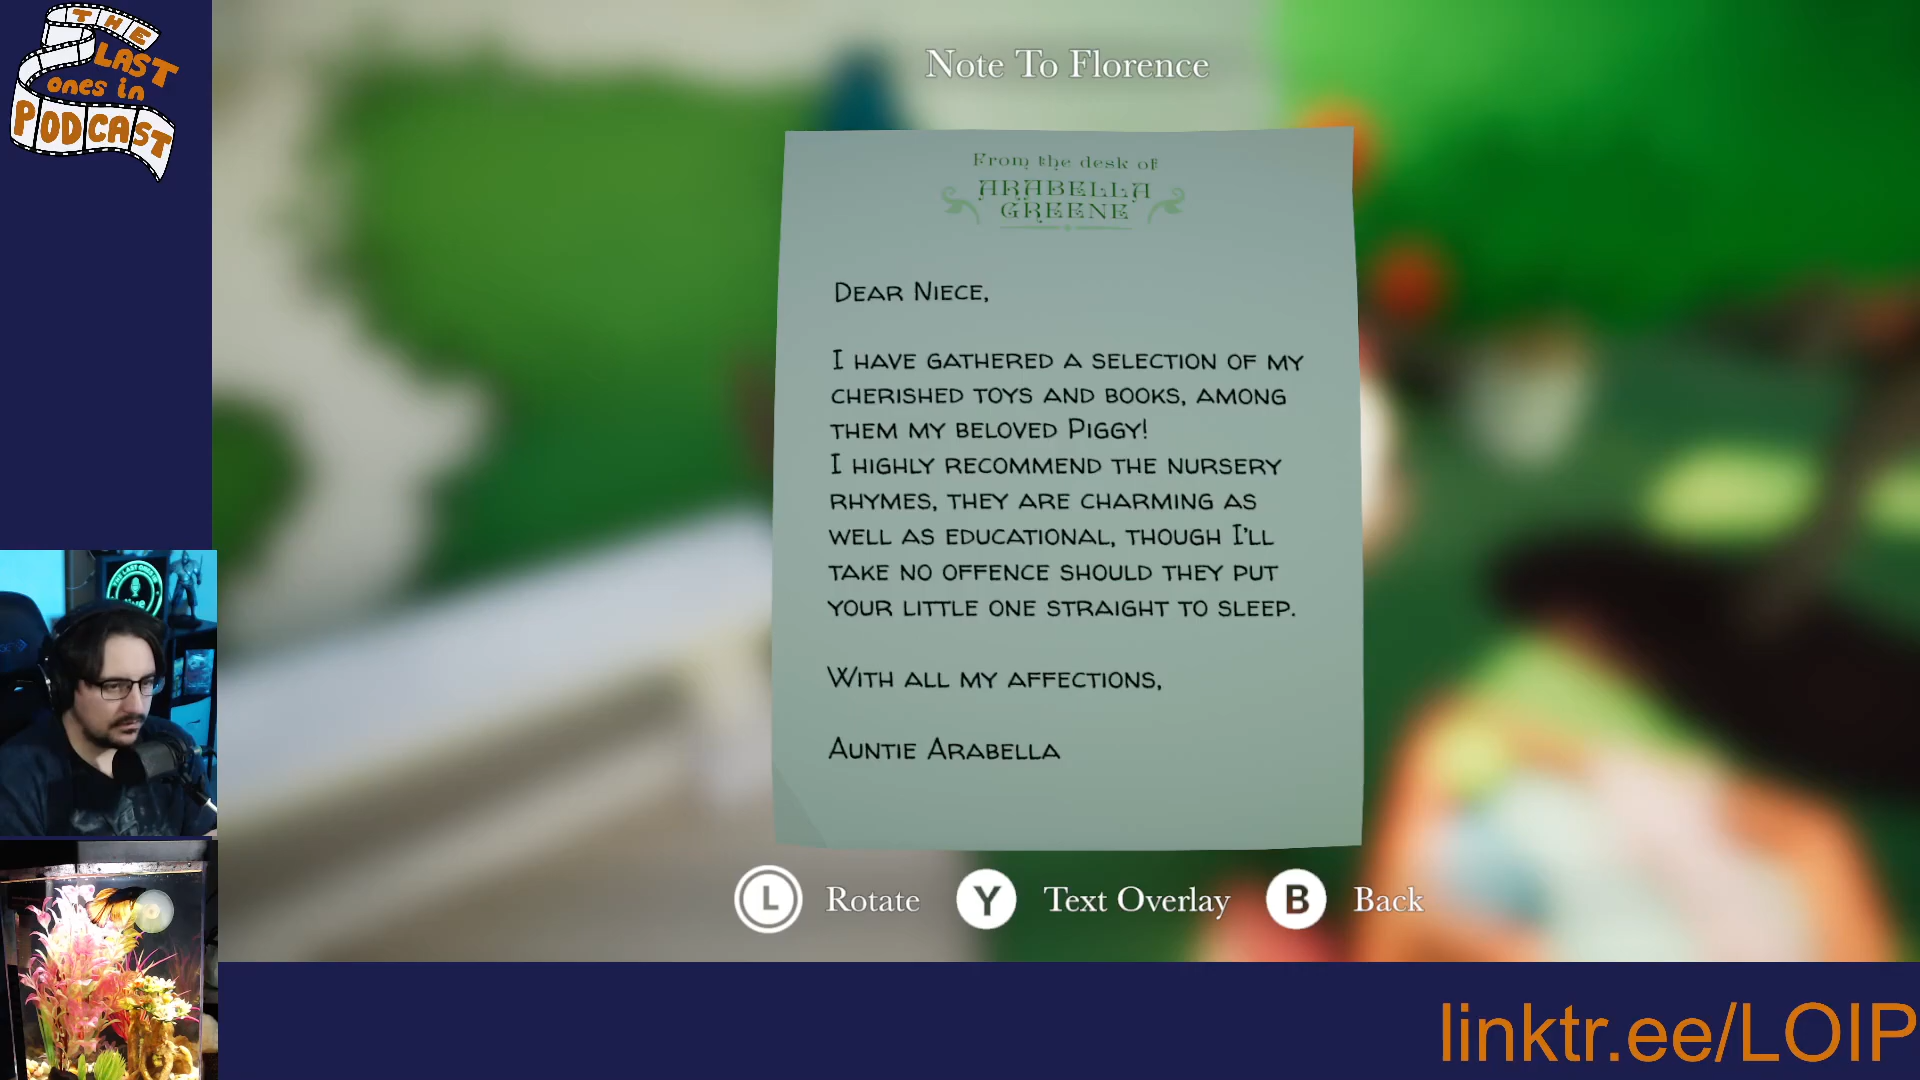 THE
LAST
ones in
PODCAST
Note To Florence
From the desk of
ARABELLA
GREENE
DEAR NIECE,
I HAVE GATHERED A SELECTION OF MY
CHERISHED TOYS AND BOOKS, AMONG
THEM MY BELOVED PIGGY!
I HIGHLY RECOMMEND THE NURSERY
RHYMES, THEY ARE CHARMING AS
WELL AS EDUCATIONAL, THOUGH I'LL
TAKE NO OFFENCE SHOULD THEY PUT
YOUR LITTLE ONE STRAIGHT TO SLEEP.
WITH ALL MY AFFECTIONS,
AUNTIE ARABELLA
L Rotate Y Text Overlay B Back
linktr.ee/LOIP